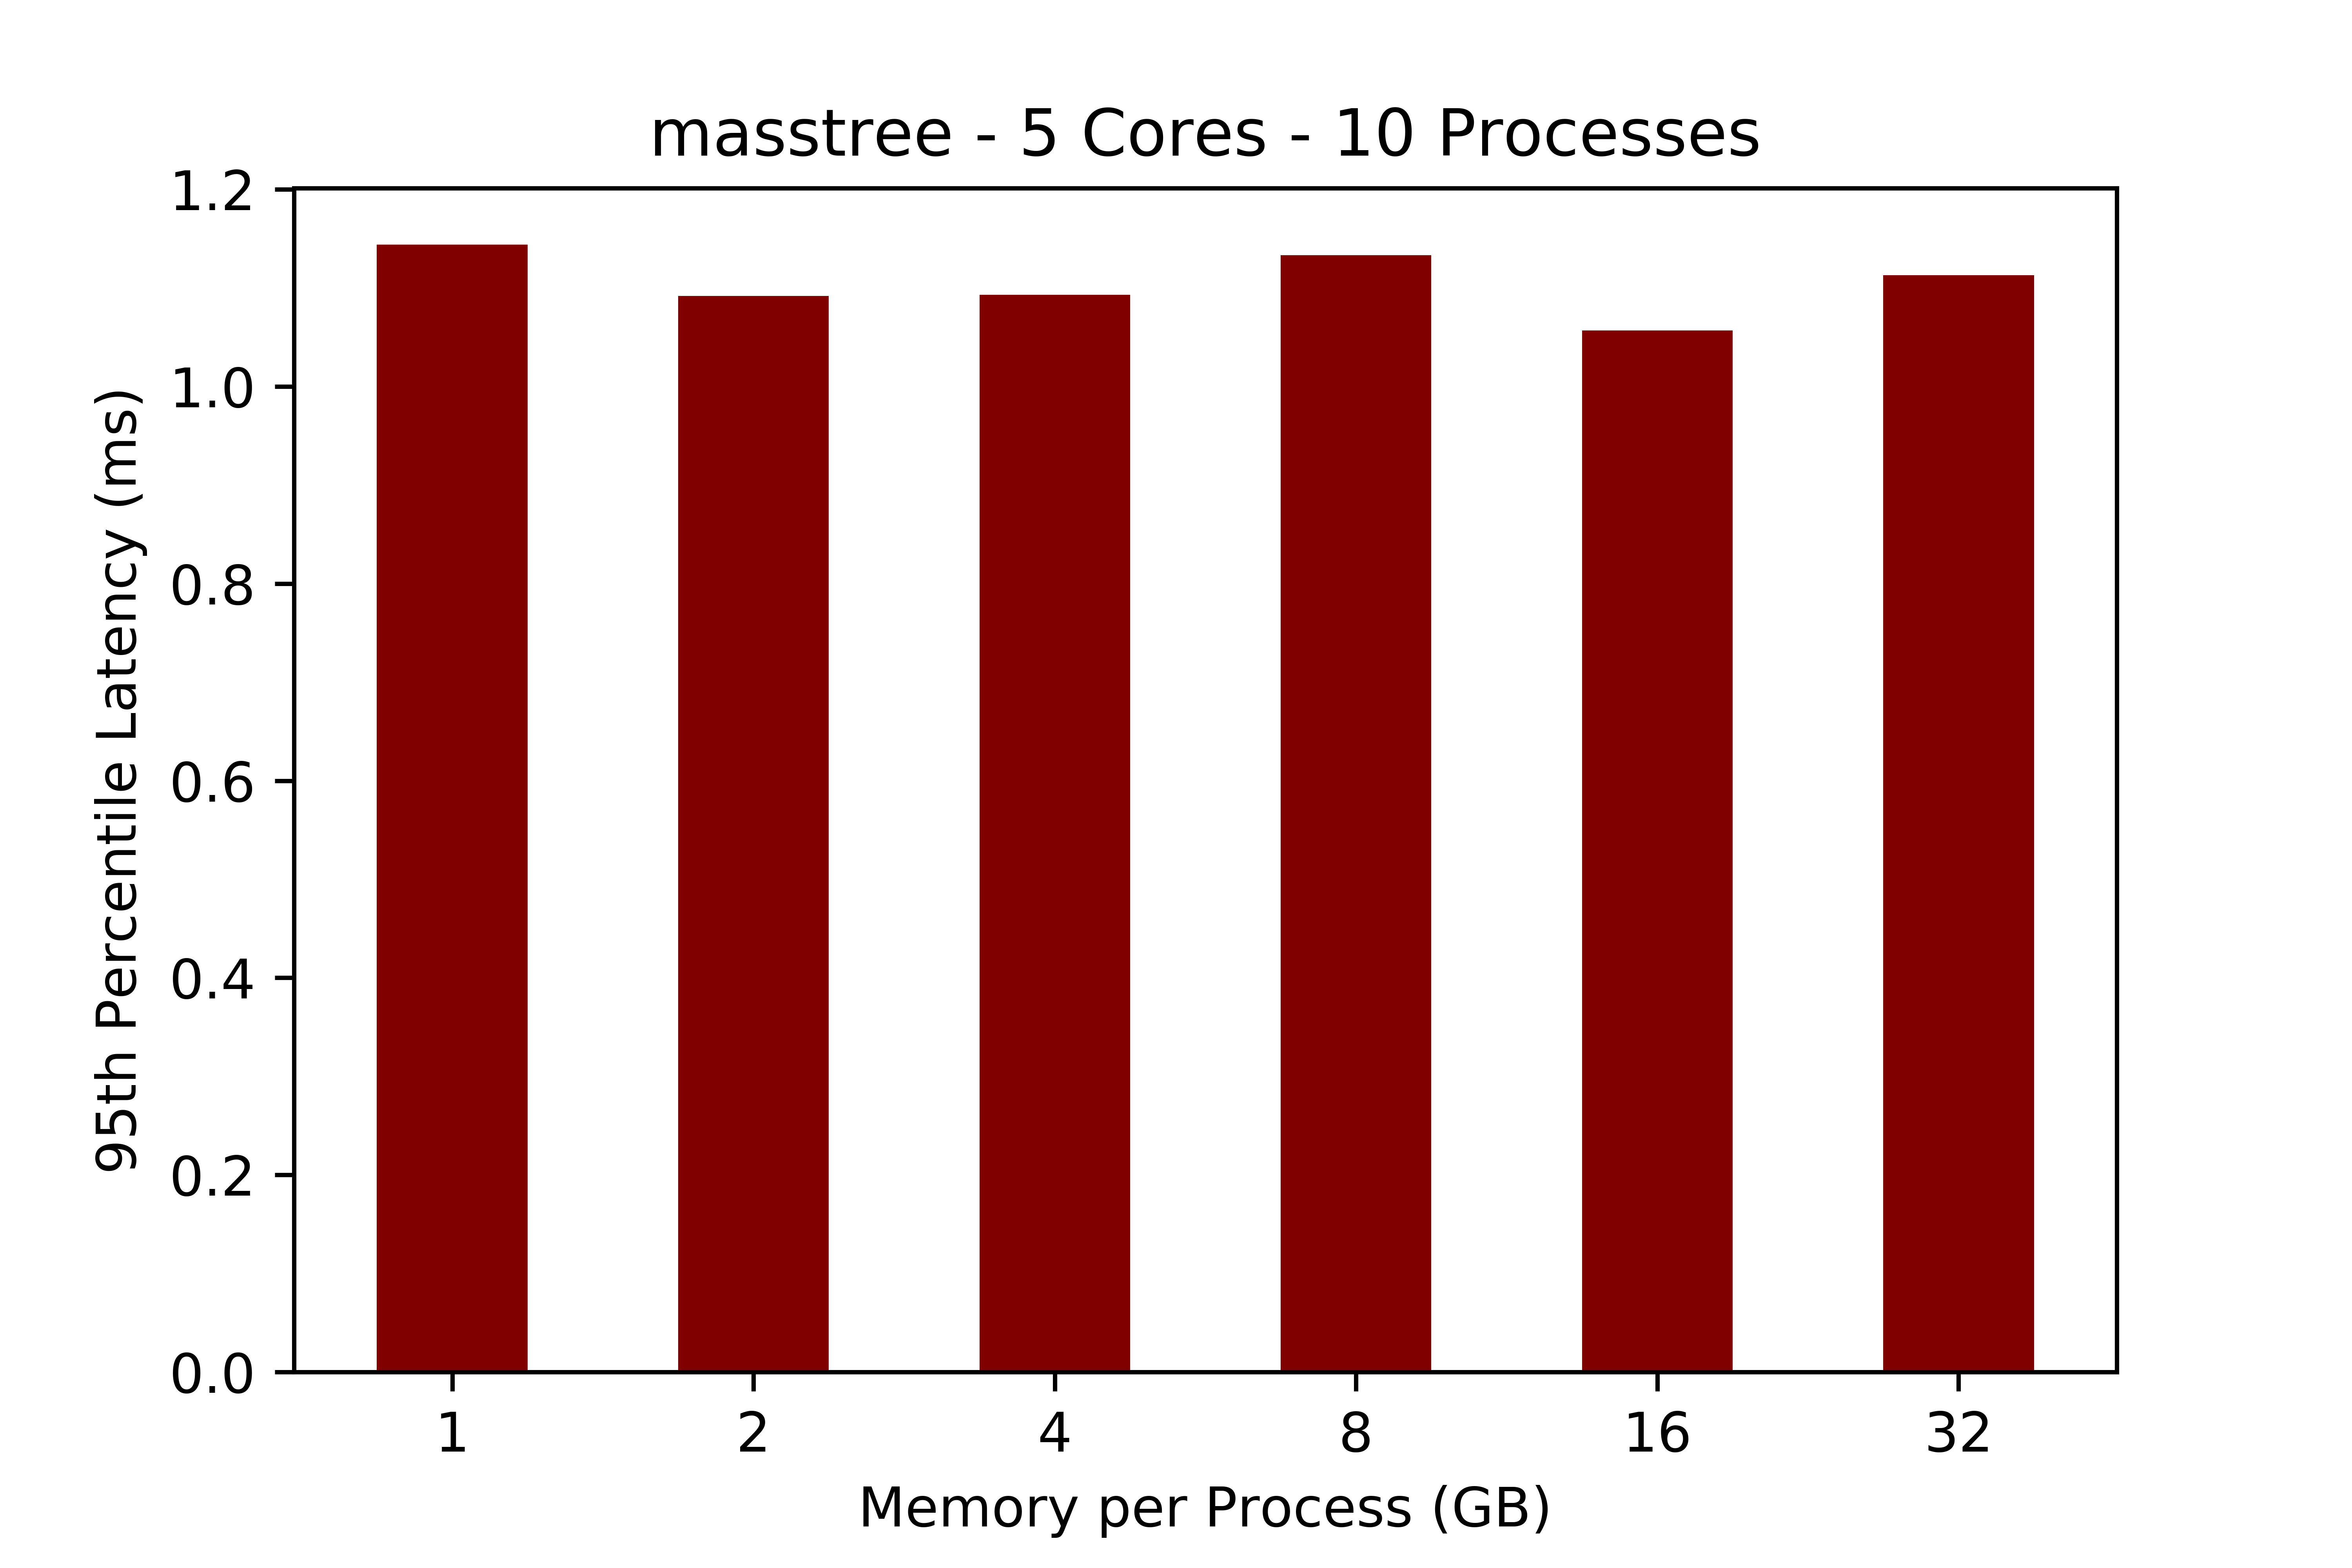 masstree - 5 Cores - 10 Processes
1.2
1.0
0.8
0.6
0.4
0.2
0.0
95th Percentile Latency (ms)
1 2 4 8 16 32
Memory per Process (GB)